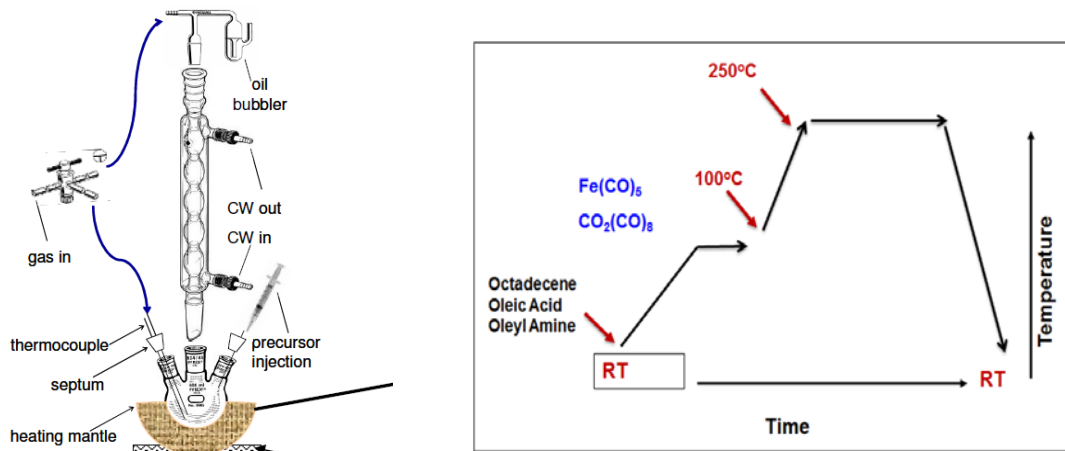 oil
bubbler
CW out
CW in
gas in
thermocouple
septum
heating mantle
precursor
injection
250°C
100°C
Fe(CO)₅
CO₂(CO)₈
Octadecene
Oleic Acid
Oleyl Amine
RT
RT
Time
Temperature